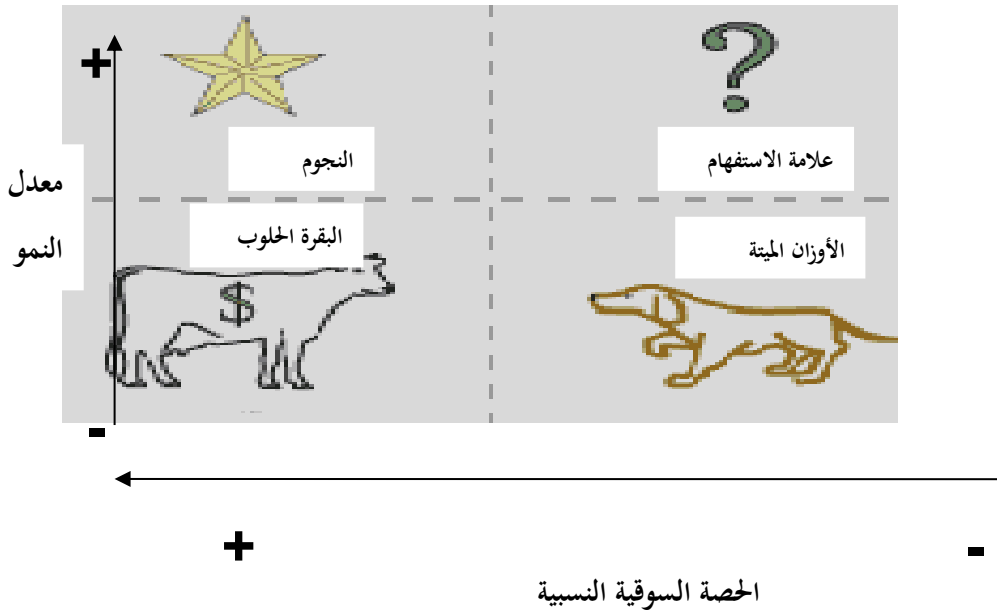 +
النجوم
علامة الاستفهام
معدل
النمو
البقرة الحلوب
الأوزان الميتة
$
-
+
-
الحصة السوقية النسبية